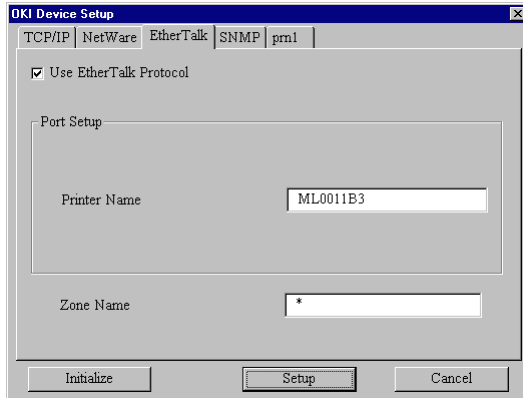 OKI Device Setup
TCP/IP NetWare EtherTalk SNMP prn1
Use EtherTalk Protocol
Port Setup
Printer Name ML0011B3
Zone Name *
Initialize Setup Cancel